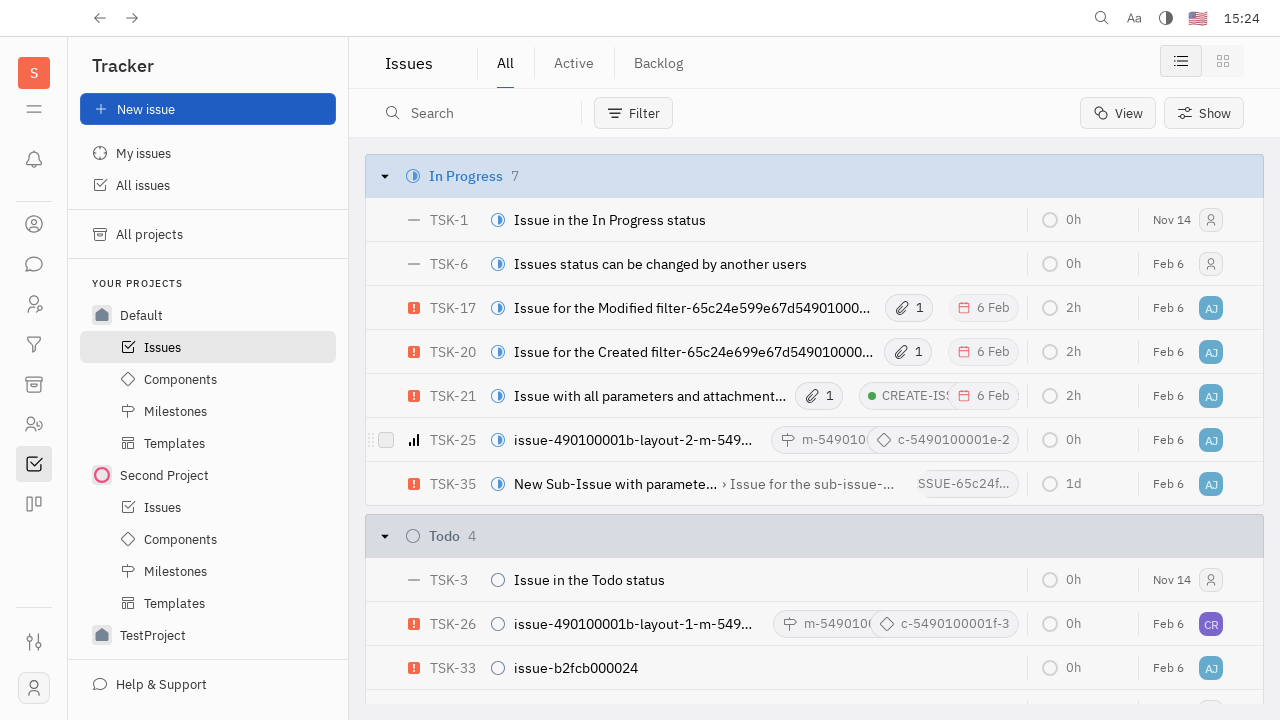 Aa 15:24
S
Tracker
New issue
My issues
All issues
All projects
YOUR PROJECTS
Default
Issues
Components
Milestones
Templates
Second Project
Issues
Components
Milestones
Templates
TestProject
Help & Support
Issues All Active Backlog
Search Filter View Show
In Progress 7
TSK-1 Issue in the In Progress status 0h Nov 14
TSK-6 Issues status can be changed by another users 0h Feb 6
TSK-17 Issue for the Modified filter-65c24e599e67d54901000... 1 6 Feb 2h Feb 6 AJ
TSK-20 Issue for the Created filter-65c24e699e67d549010000... 1 6 Feb 2h Feb 6 AJ
TSK-21 Issue with all parameters and attachment... 1 CREATE-ISS 6 Feb 2h Feb 6 AJ
TSK-25 issue-490100001b-layout-2-m-549... m-549010 c-5490100001e-2 0h Feb 6 AJ
TSK-35 New Sub-Issue with paramete... › Issue for the sub-issue-... SSUE-65c24f... 1d Feb 6 AJ
Todo 4
TSK-3 Issue in the Todo status 0h Nov 14
TSK-26 issue-490100001b-layout-1-m-549... m-549010 c-5490100001f-3 0h Feb 6 CR
TSK-33 issue-b2fcb000024 0h Feb 6 AJ